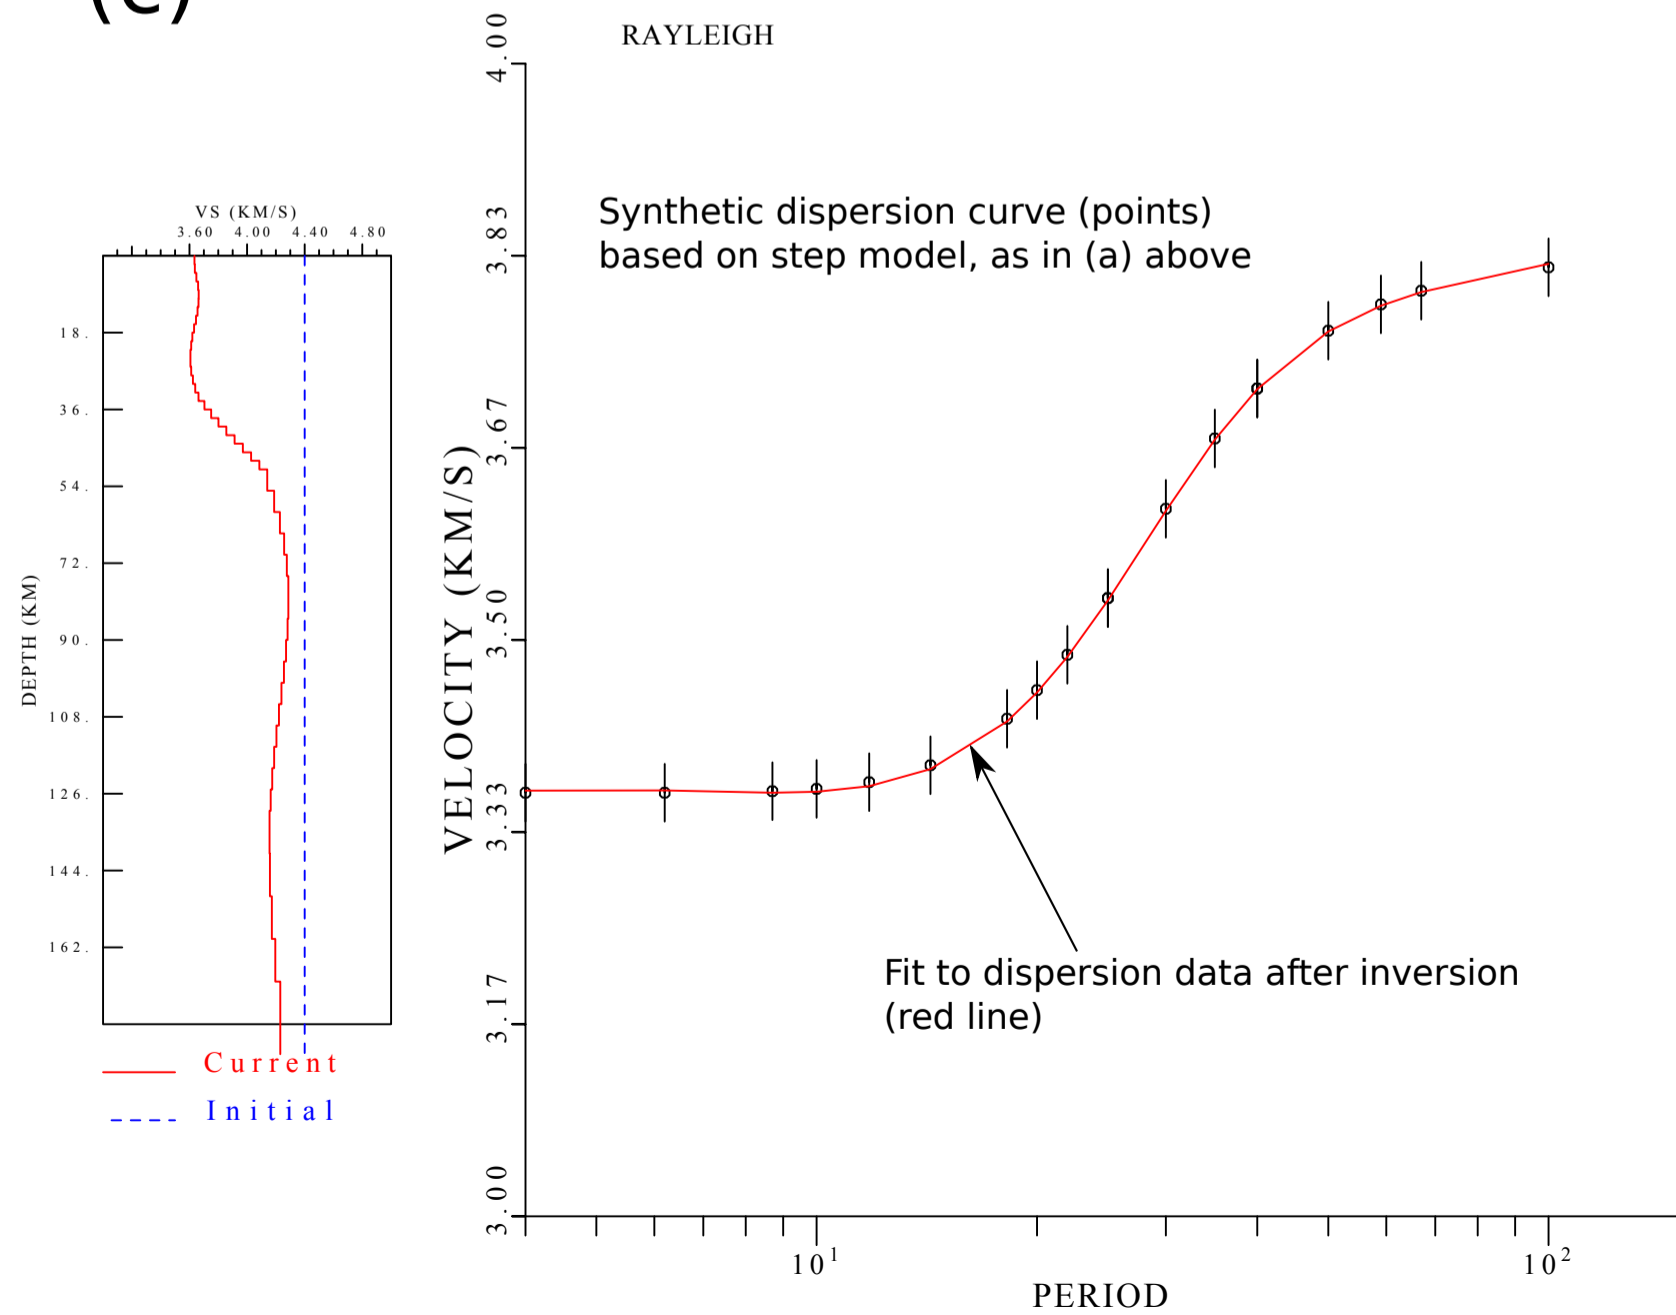 (c)
RAYLEIGH
VS (KM/S)
3.60 4.00 4.40 4.80
18.
36.
54.
72.
90.
108.
126.
144.
162.
DEPTH (KM)
Current
Initial
4.00
3.83
3.67
3.50
3.33
3.17
3.00
VELOCITY (KM/S)
Synthetic dispersion curve (points)
based on step model, as in (a) above
Fit to dispersion data after inversion
(red line)
10¹ 10²
PERIOD